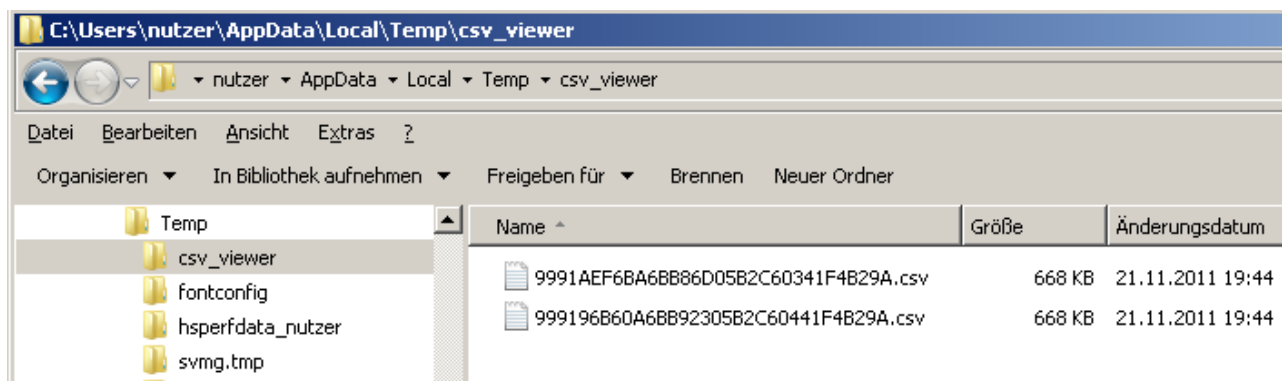 C:\Users\nutzer\AppData\Local\Temp\csv_viewer
nutzer AppData Local Temp csv_viewer
Datei Bearbeiten Ansicht Extras ?
Organisieren In Bibliothek aufnehmen Freigeben für Brennen Neuer Ordner
Temp
csv_viewer
fontconfig
hsperfdata_nutzer
svmg.tmp
Name Größe Änderungsdatum
9991AEF6BA6BB86D05B2C60341F4B29A.csv 668 KB 21.11.2011 19:44
999196B60A6BB92305B2C60441F4B29A.csv 668 KB 21.11.2011 19:44